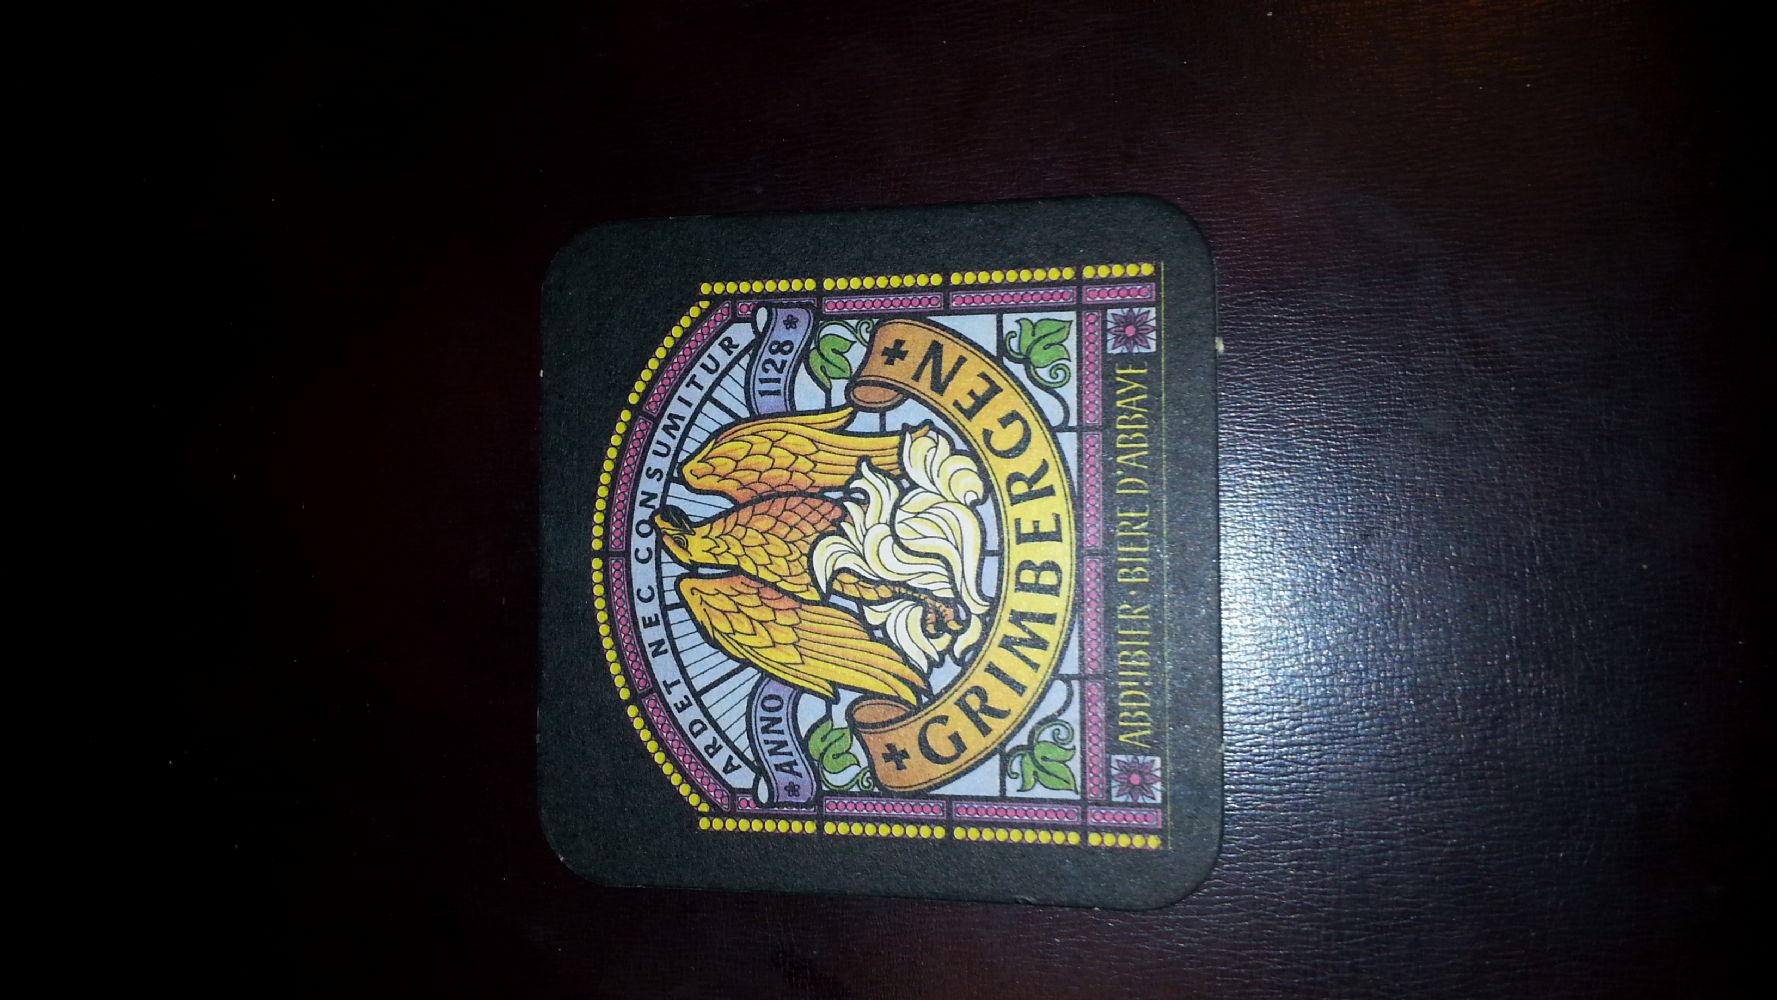 ARDET NEC CONSUMITUR
ANNO 1128
GRIMBERGEN
ABDIJBIER · BIERE D'ABBAYE